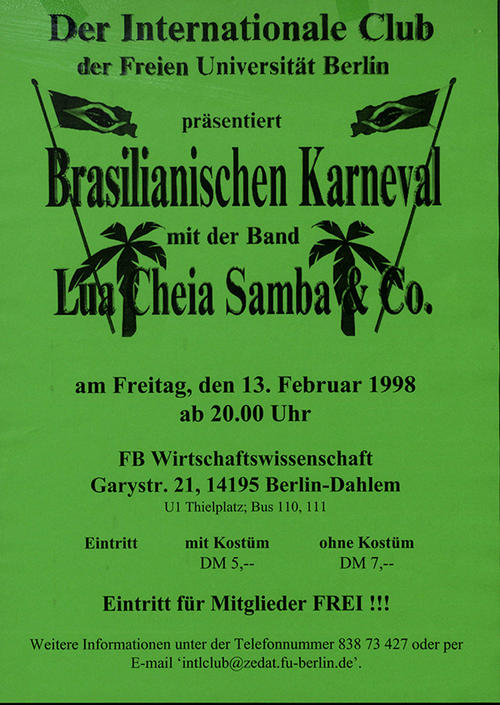 Der Internationale Club
der Freien Universität Berlin
präsentiert
Brasilianischen Karneval
mit der Band
Lua Cheia Samba & Co.
am Freitag, den 13. Februar 1998
ab 20.00 Uhr
FB Wirtschaftswissenschaft
Garystr. 21, 14195 Berlin-Dahlem
U1 Thielplatz; Bus 110, 111
Eintritt mit Kostüm ohne Kostüm
DM 5,-- DM 7,--
Eintritt für Mitglieder FREI !!!
Weitere Informationen unter der Telefonnummer 838 73 427 oder per
E-mail ‘intlclub@zedat.fu-berlin.de’.